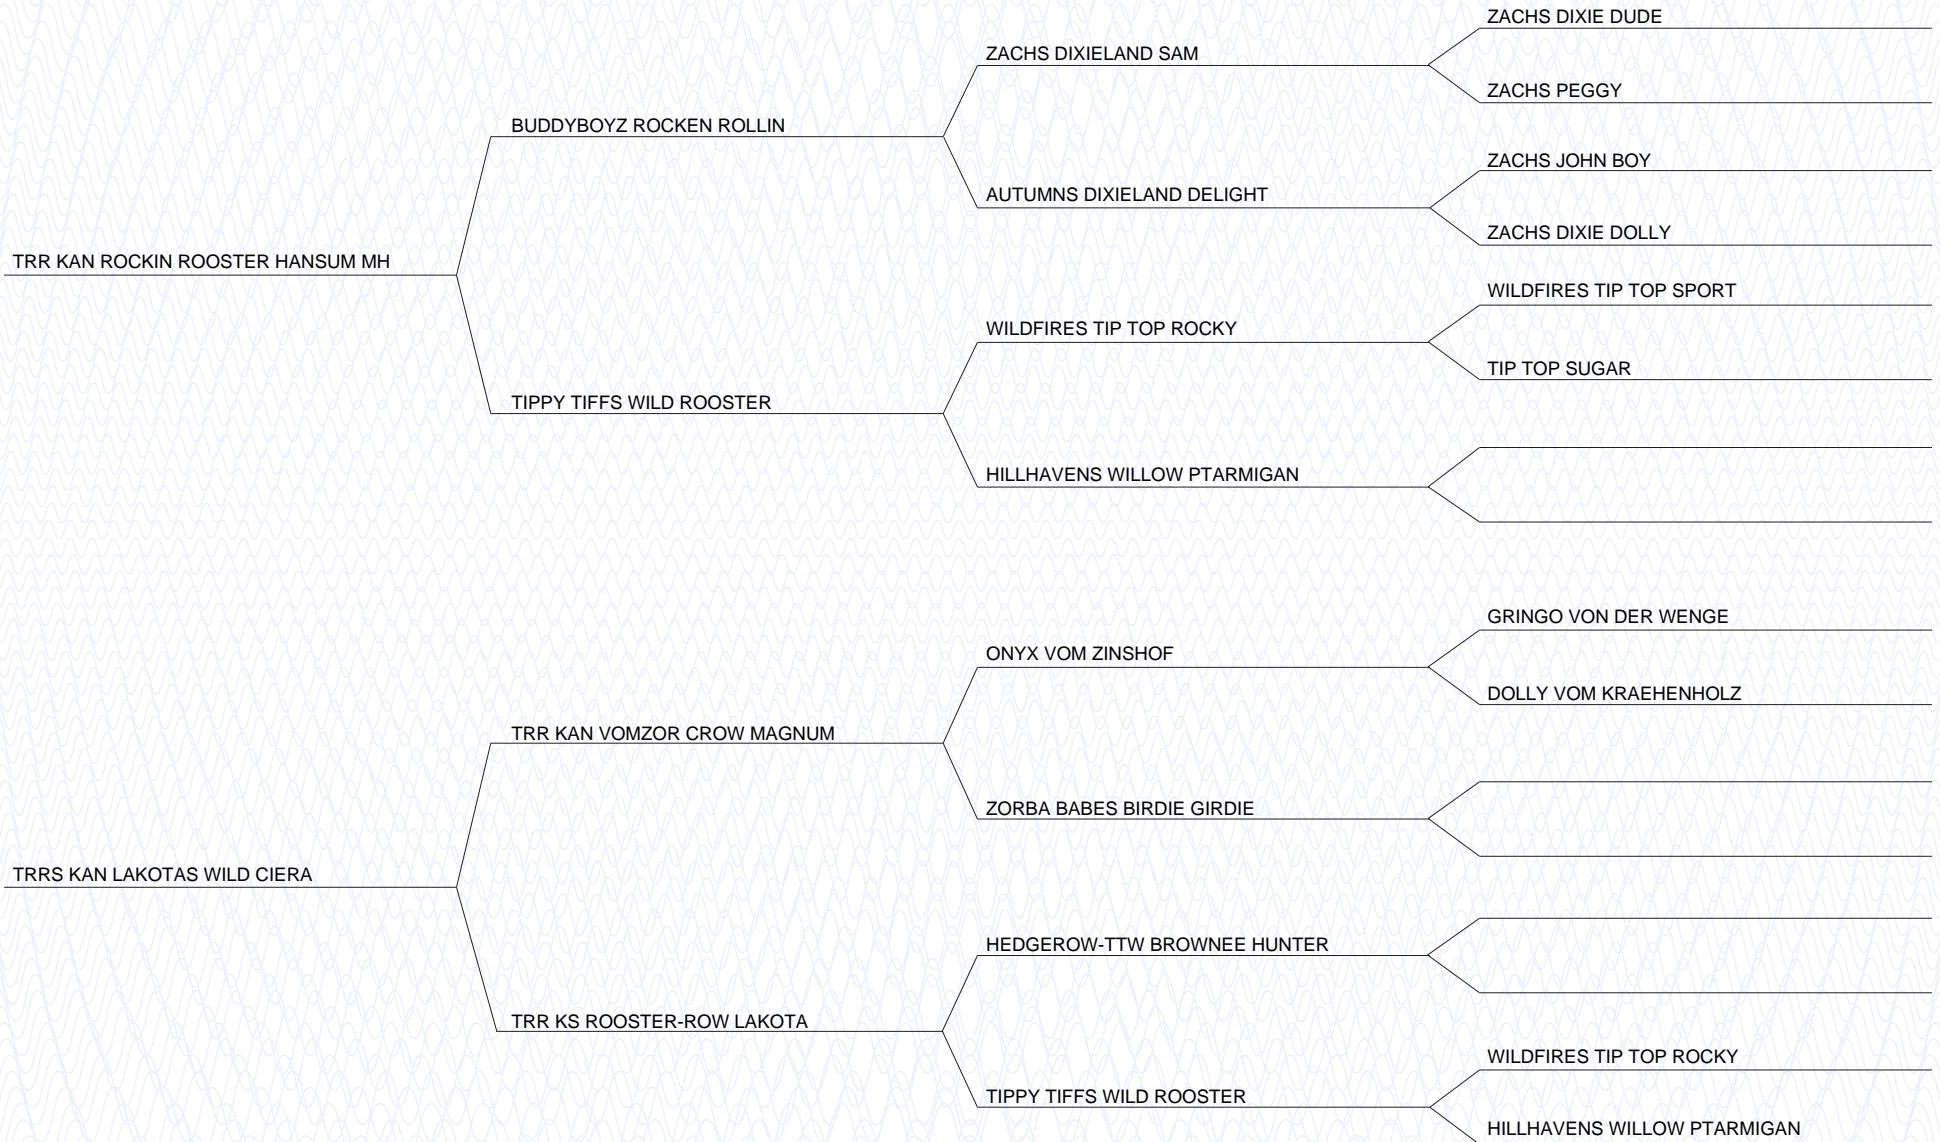 ZACHS DIXIE DUDE
ZACHS DIXIELAND SAM
ZACHS PEGGY
BUDDYBOYZ ROCKEN ROLLIN
ZACHS JOHN BOY
AUTUMNS DIXIELAND DELIGHT
ZACHS DIXIE DOLLY
TRR KAN ROCKIN ROOSTER HANSUM MH
WILDFIRES TIP TOP SPORT
WILDFIRES TIP TOP ROCKY
TIP TOP SUGAR
TIPPY TIFFS WILD ROOSTER
HILLHAVENS WILLOW PTARMIGAN
GRINGO VON DER WENGE
ONYX VOM ZINSHOF
DOLLY VOM KRAEHENHOLZ
TRR KAN VOMZOR CROW MAGNUM
ZORBA BABES BIRDIE GIRDIE
TRRS KAN LAKOTAS WILD CIERA
HEDGEROW-TTW BROWNEE HUNTER
TRR KS ROOSTER-ROW LAKOTA
WILDFIRES TIP TOP ROCKY
TIPPY TIFFS WILD ROOSTER
HILLHAVENS WILLOW PTARMIGAN